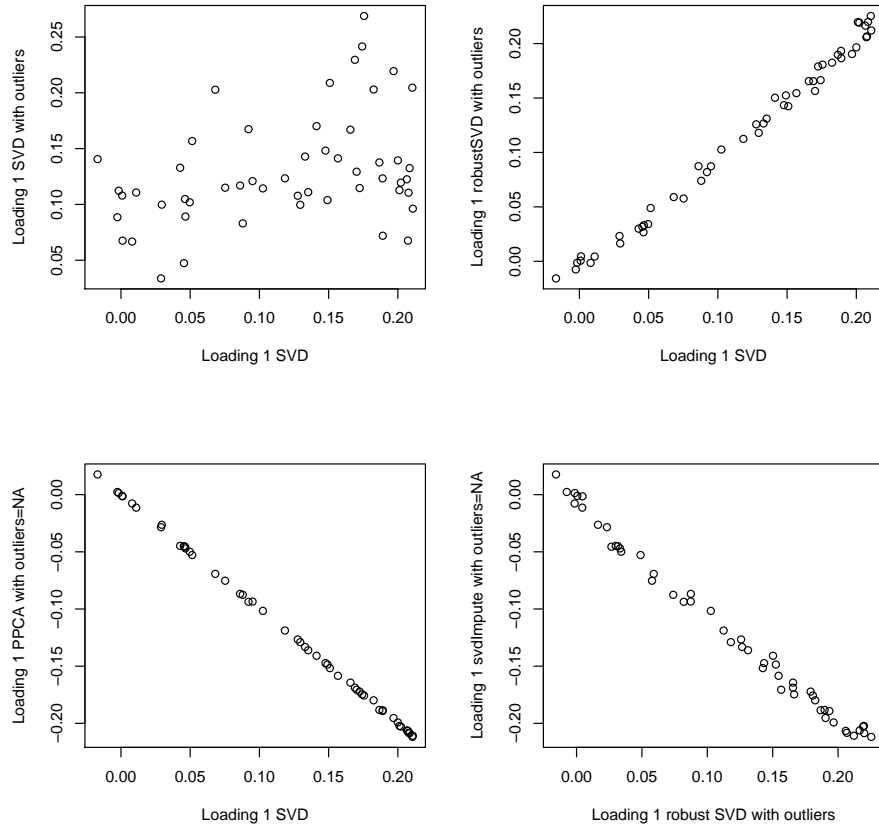 0.05 0.10 0.15 0.20 0.25
Loading 1 SVD with outliers
0.00 0.05 0.10 0.15 0.20
Loading 1 SVD
0.00 0.05 0.10 0.15 0.20
Loading 1 robustSVD with outliers
0.00 0.05 0.10 0.15 0.20
Loading 1 SVD
−0.20 −0.15 −0.10 −0.05 0.00
Loading 1 PPCA with outliers=NA
0.00 0.05 0.10 0.15 0.20
Loading 1 SVD
−0.20 −0.15 −0.10 −0.05 0.00
Loading 1 svdImpute with outliers=NA
0.00 0.05 0.10 0.15 0.20
Loading 1 robust SVD with outliers